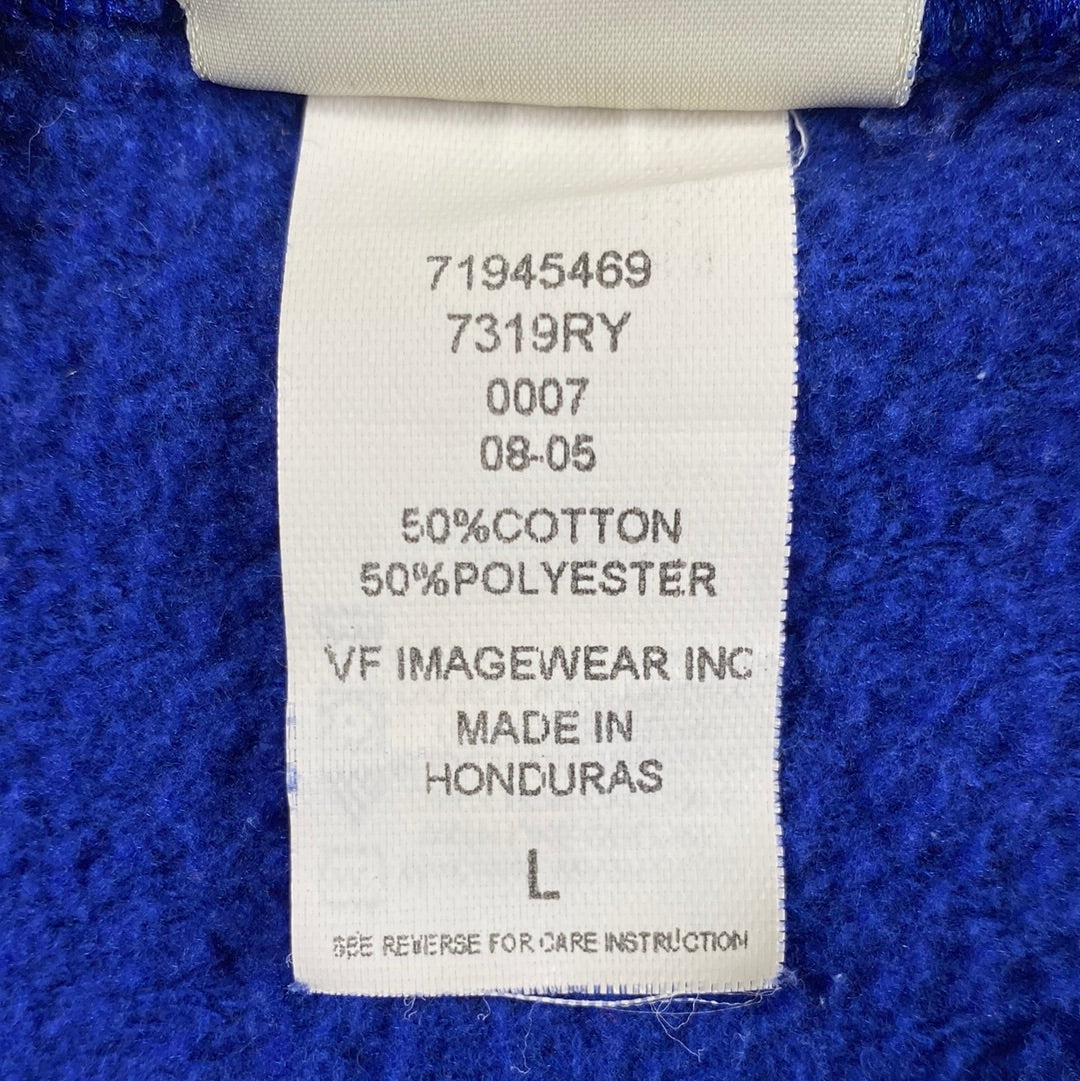 71945469
7319RY
0007
08-05
50%COTTON
50%POLYESTER
VF IMAGEWEAR INC
MADE IN
HONDURAS
L
SEE REVERSE FOR CARE INSTRUCTION